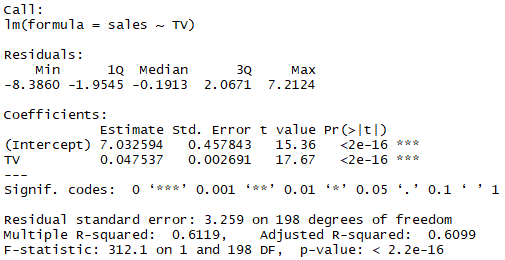 Call:
lm(formula = sales ~ TV)
Residuals:
    Min      1Q  Median      3Q     Max
-8.3860 -1.9545 -0.1913  2.0671  7.2124
Coefficients:
            Estimate Std. Error t value Pr(>|t|)
(Intercept) 7.032594   0.457843   15.36   <2e-16 ***
TV          0.047537   0.002691   17.67   <2e-16 ***
---
Signif. codes:  0 ‘***’ 0.001 ‘**’ 0.01 ‘*’ 0.05 ‘.’ 0.1 ‘ ’ 1
Residual standard error: 3.259 on 198 degrees of freedom
Multiple R-squared:  0.6119,    Adjusted R-squared:  0.6099
F-statistic: 312.1 on 1 and 198 DF,  p-value: < 2.2e-16